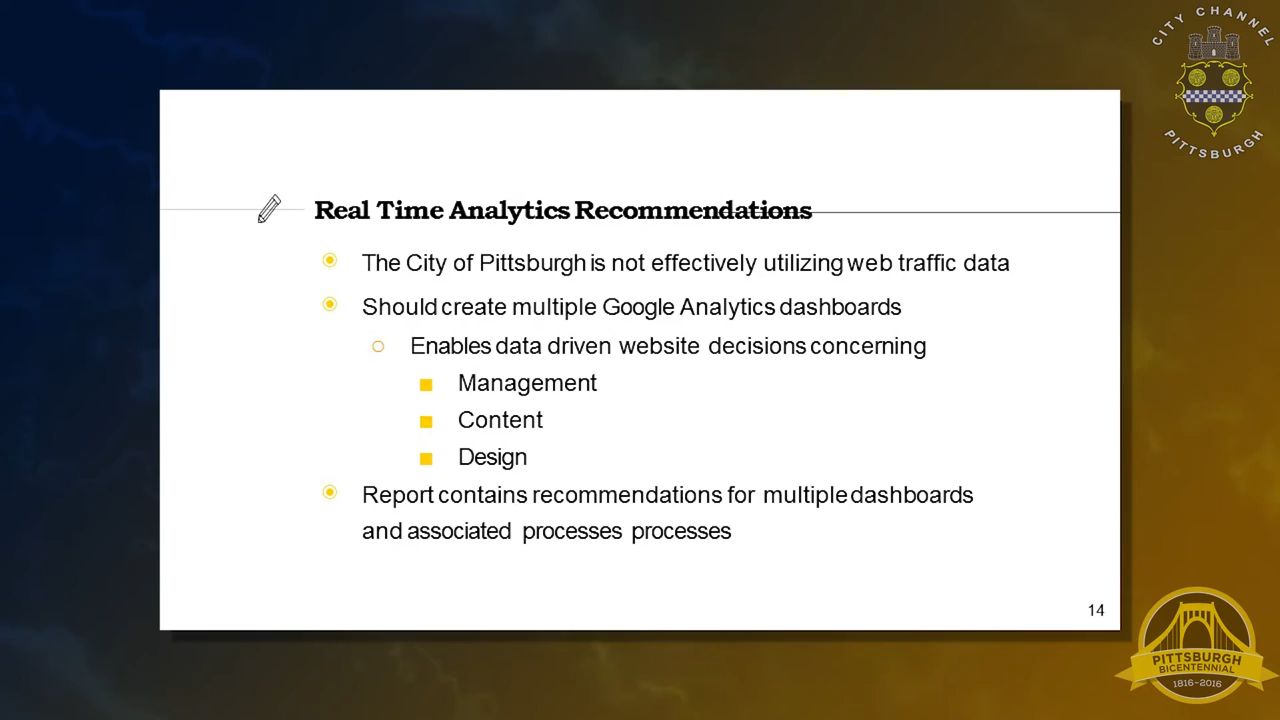 CITY CHANNEL
PITTSBURGH
Real Time Analytics Recommendations
The City of Pittsburgh is not effectively utilizing web traffic data
Should create multiple Google Analytics dashboards
Enables data driven website decisions concerning
Management
Content
Design
Report contains recommendations for multiple dashboards
and associated processes processes
14
PITTSBURGH
BICENTENNIAL
1816-2016